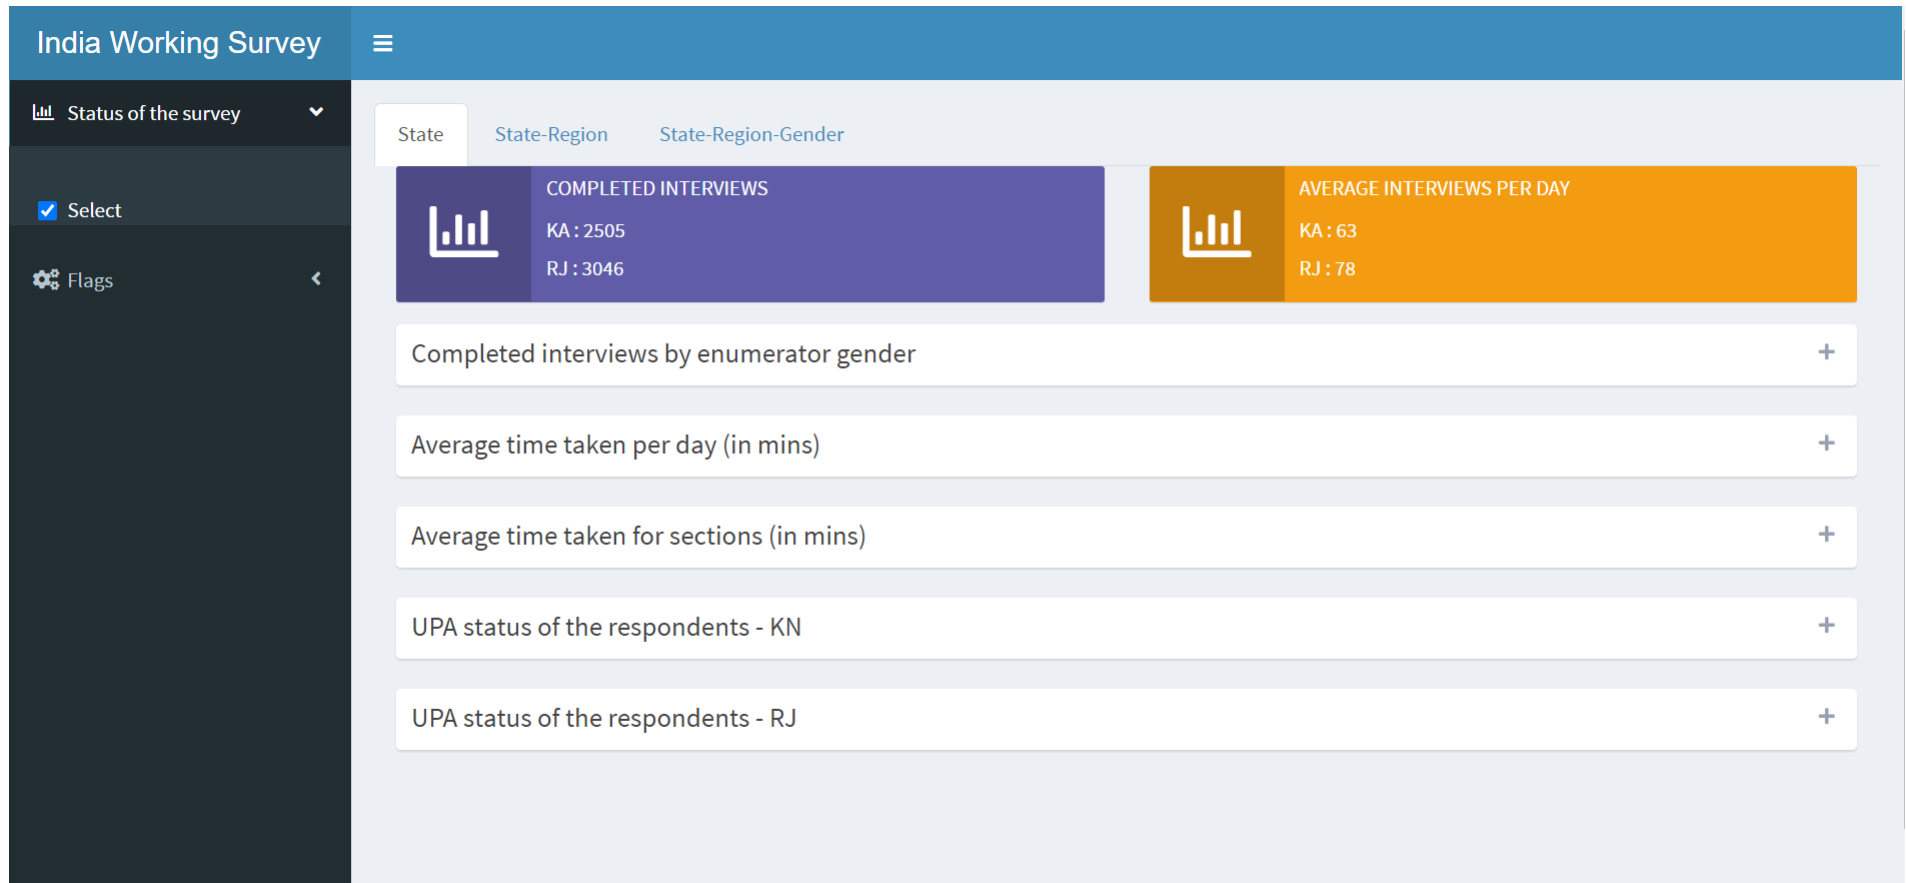 India Working Survey
Status of the survey
Select
Flags
State
State-Region
State-Region-Gender
COMPLETED INTERVIEWS
KA : 2505
RJ : 3046
AVERAGE INTERVIEWS PER DAY
KA : 63
RJ : 78
Completed interviews by enumerator gender
Average time taken per day (in mins)
Average time taken for sections (in mins)
UPA status of the respondents - KN
UPA status of the respondents - RJ